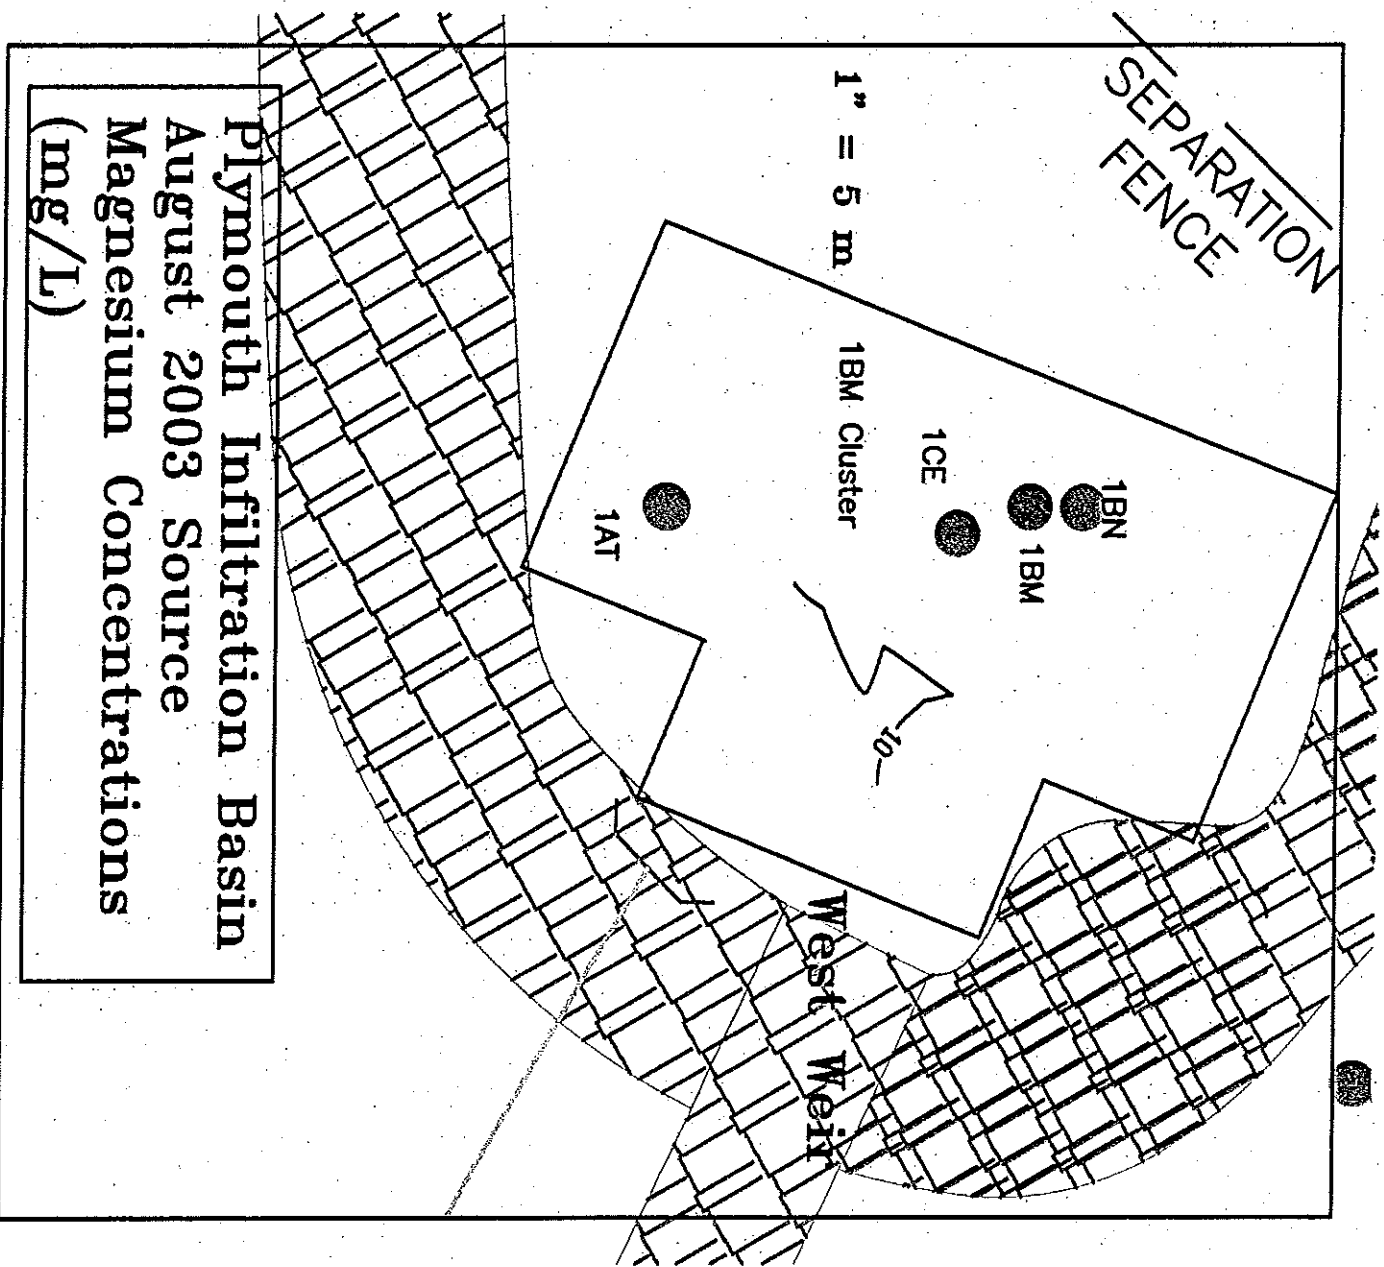 SEPARATION
FENCE
1" = 5 m
1BN
1BM
1CE
1BM Cluster
1AT
10
West Weir
Plymouth Infiltration Basin
August 2003 Source
Magnesium Concentrations
(mg/L)